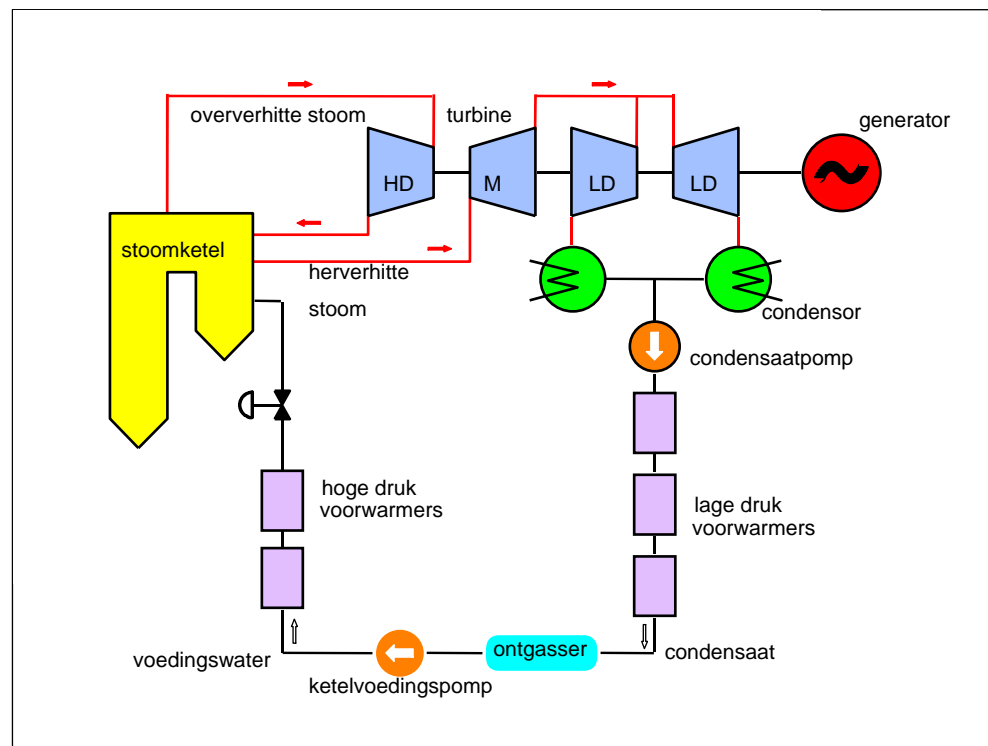 oververhitte stoom
turbine
generator
HD
M
LD
LD
stoomketel
herverhitte
stoom
condensor
condensaatpomp
hoge druk
voorwarmers
lage druk
voorwarmers
voedingswater
ontgasser
condensaat
ketelvoedingspomp